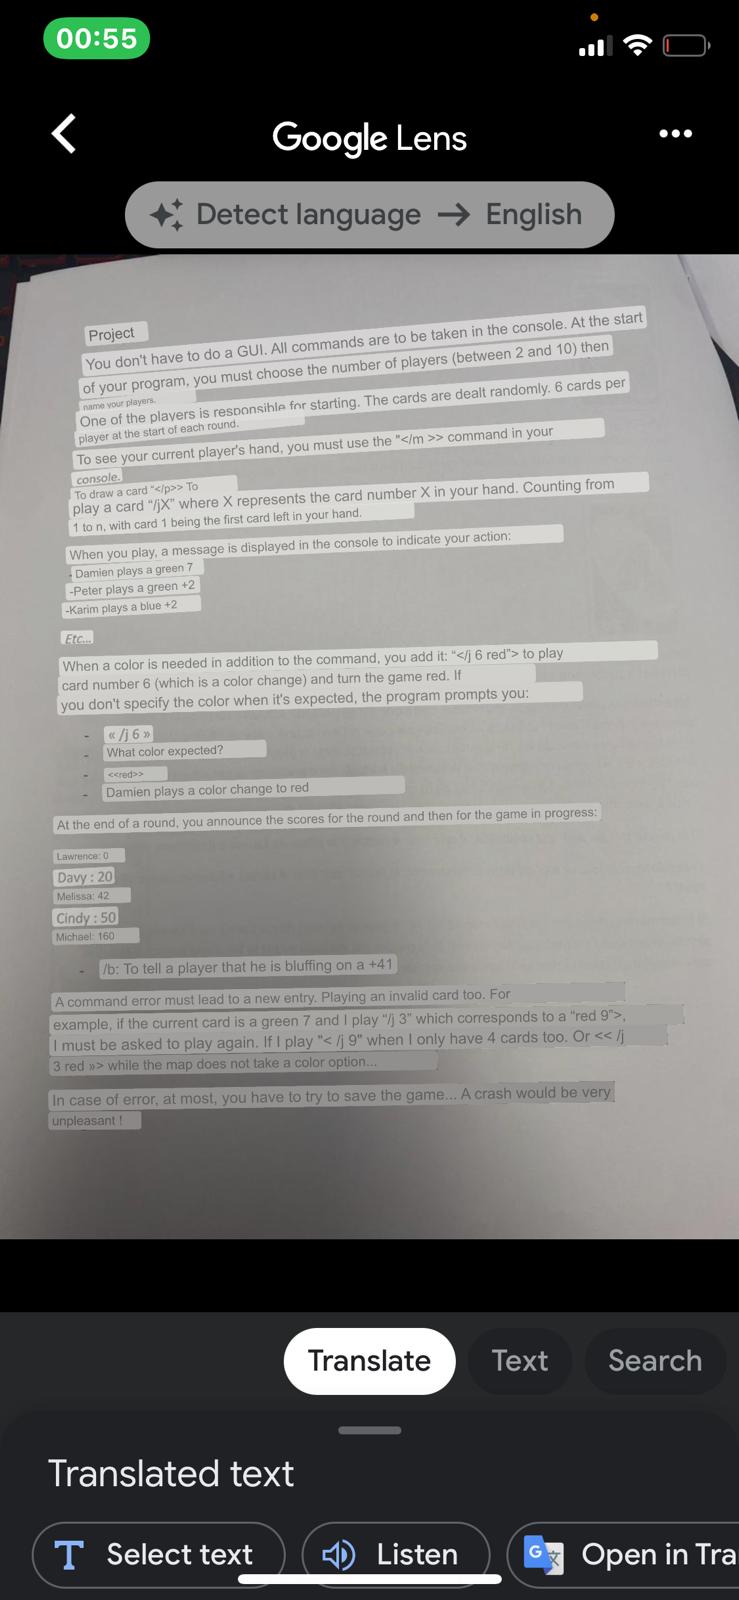 00:55
Google Lens
Detect language → English
Project
You don't have to do a GUI. All commands are to be taken in the console. At the start
of your program, you must choose the number of players (between 2 and 10) then
name your players.
One of the players is responsible for starting. The cards are dealt randomly. 6 cards per
player at the start of each round.
To see your current player's hand, you must use the "</m >> command in your
console.
To draw a card "</p>> To
play a card “/jX” where X represents the card number X in your hand. Counting from
1 to n, with card 1 being the first card left in your hand.
When you play, a message is displayed in the console to indicate your action:
-Damien plays a green 7
-Peter plays a green +2
-Karim plays a blue +2
Etc...
When a color is needed in addition to the command, you add it: “</j 6 red”> to play
card number 6 (which is a color change) and turn the game red. If
you don't specify the color when it's expected, the program prompts you:
- « /j 6 »
- What color expected?
- <<red>>
- Damien plays a color change to red
At the end of a round, you announce the scores for the round and then for the game in progress:
Lawrence: 0
Davy : 20
Melissa: 42
Cindy : 50
Michael: 160
- /b: To tell a player that he is bluffing on a +41
A command error must lead to a new entry. Playing an invalid card too. For
example, if the current card is a green 7 and I play “/j 3” which corresponds to a “red 9”>,
I must be asked to play again. If I play "< /j 9" when I only have 4 cards too. Or << /j
3 red »> while the map does not take a color option...
In case of error, at most, you have to try to save the game... A crash would be very
unpleasant !
Translate
Text
Search
Translated text
Select text
Listen
Open in Tra